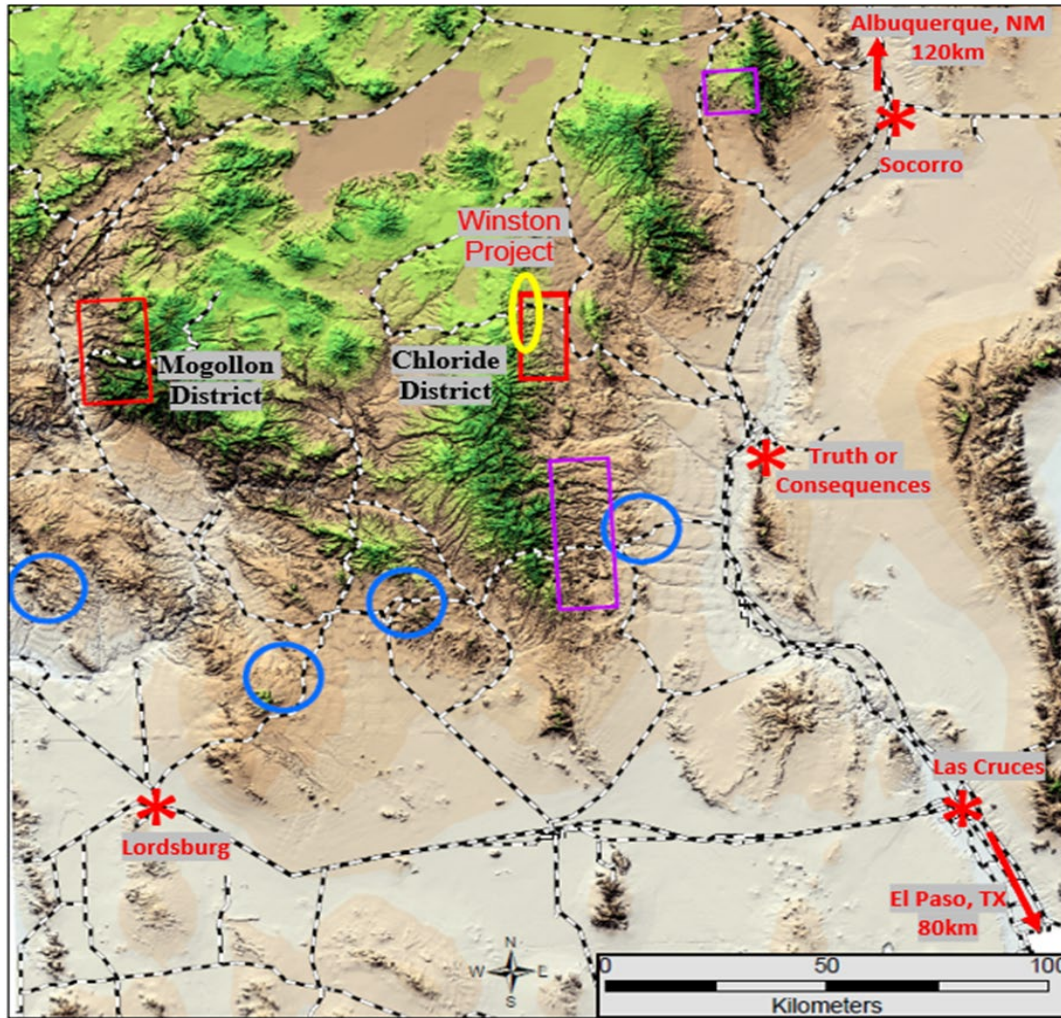 Albuquerque, NM
120km
Socorro
Winston
Project
Mogollon
District
Chloride
District
Truth or
Consequences
Las Cruces
Lordsburg
El Paso, TX
80km
N
W E
S
0 50 100
Kilometers